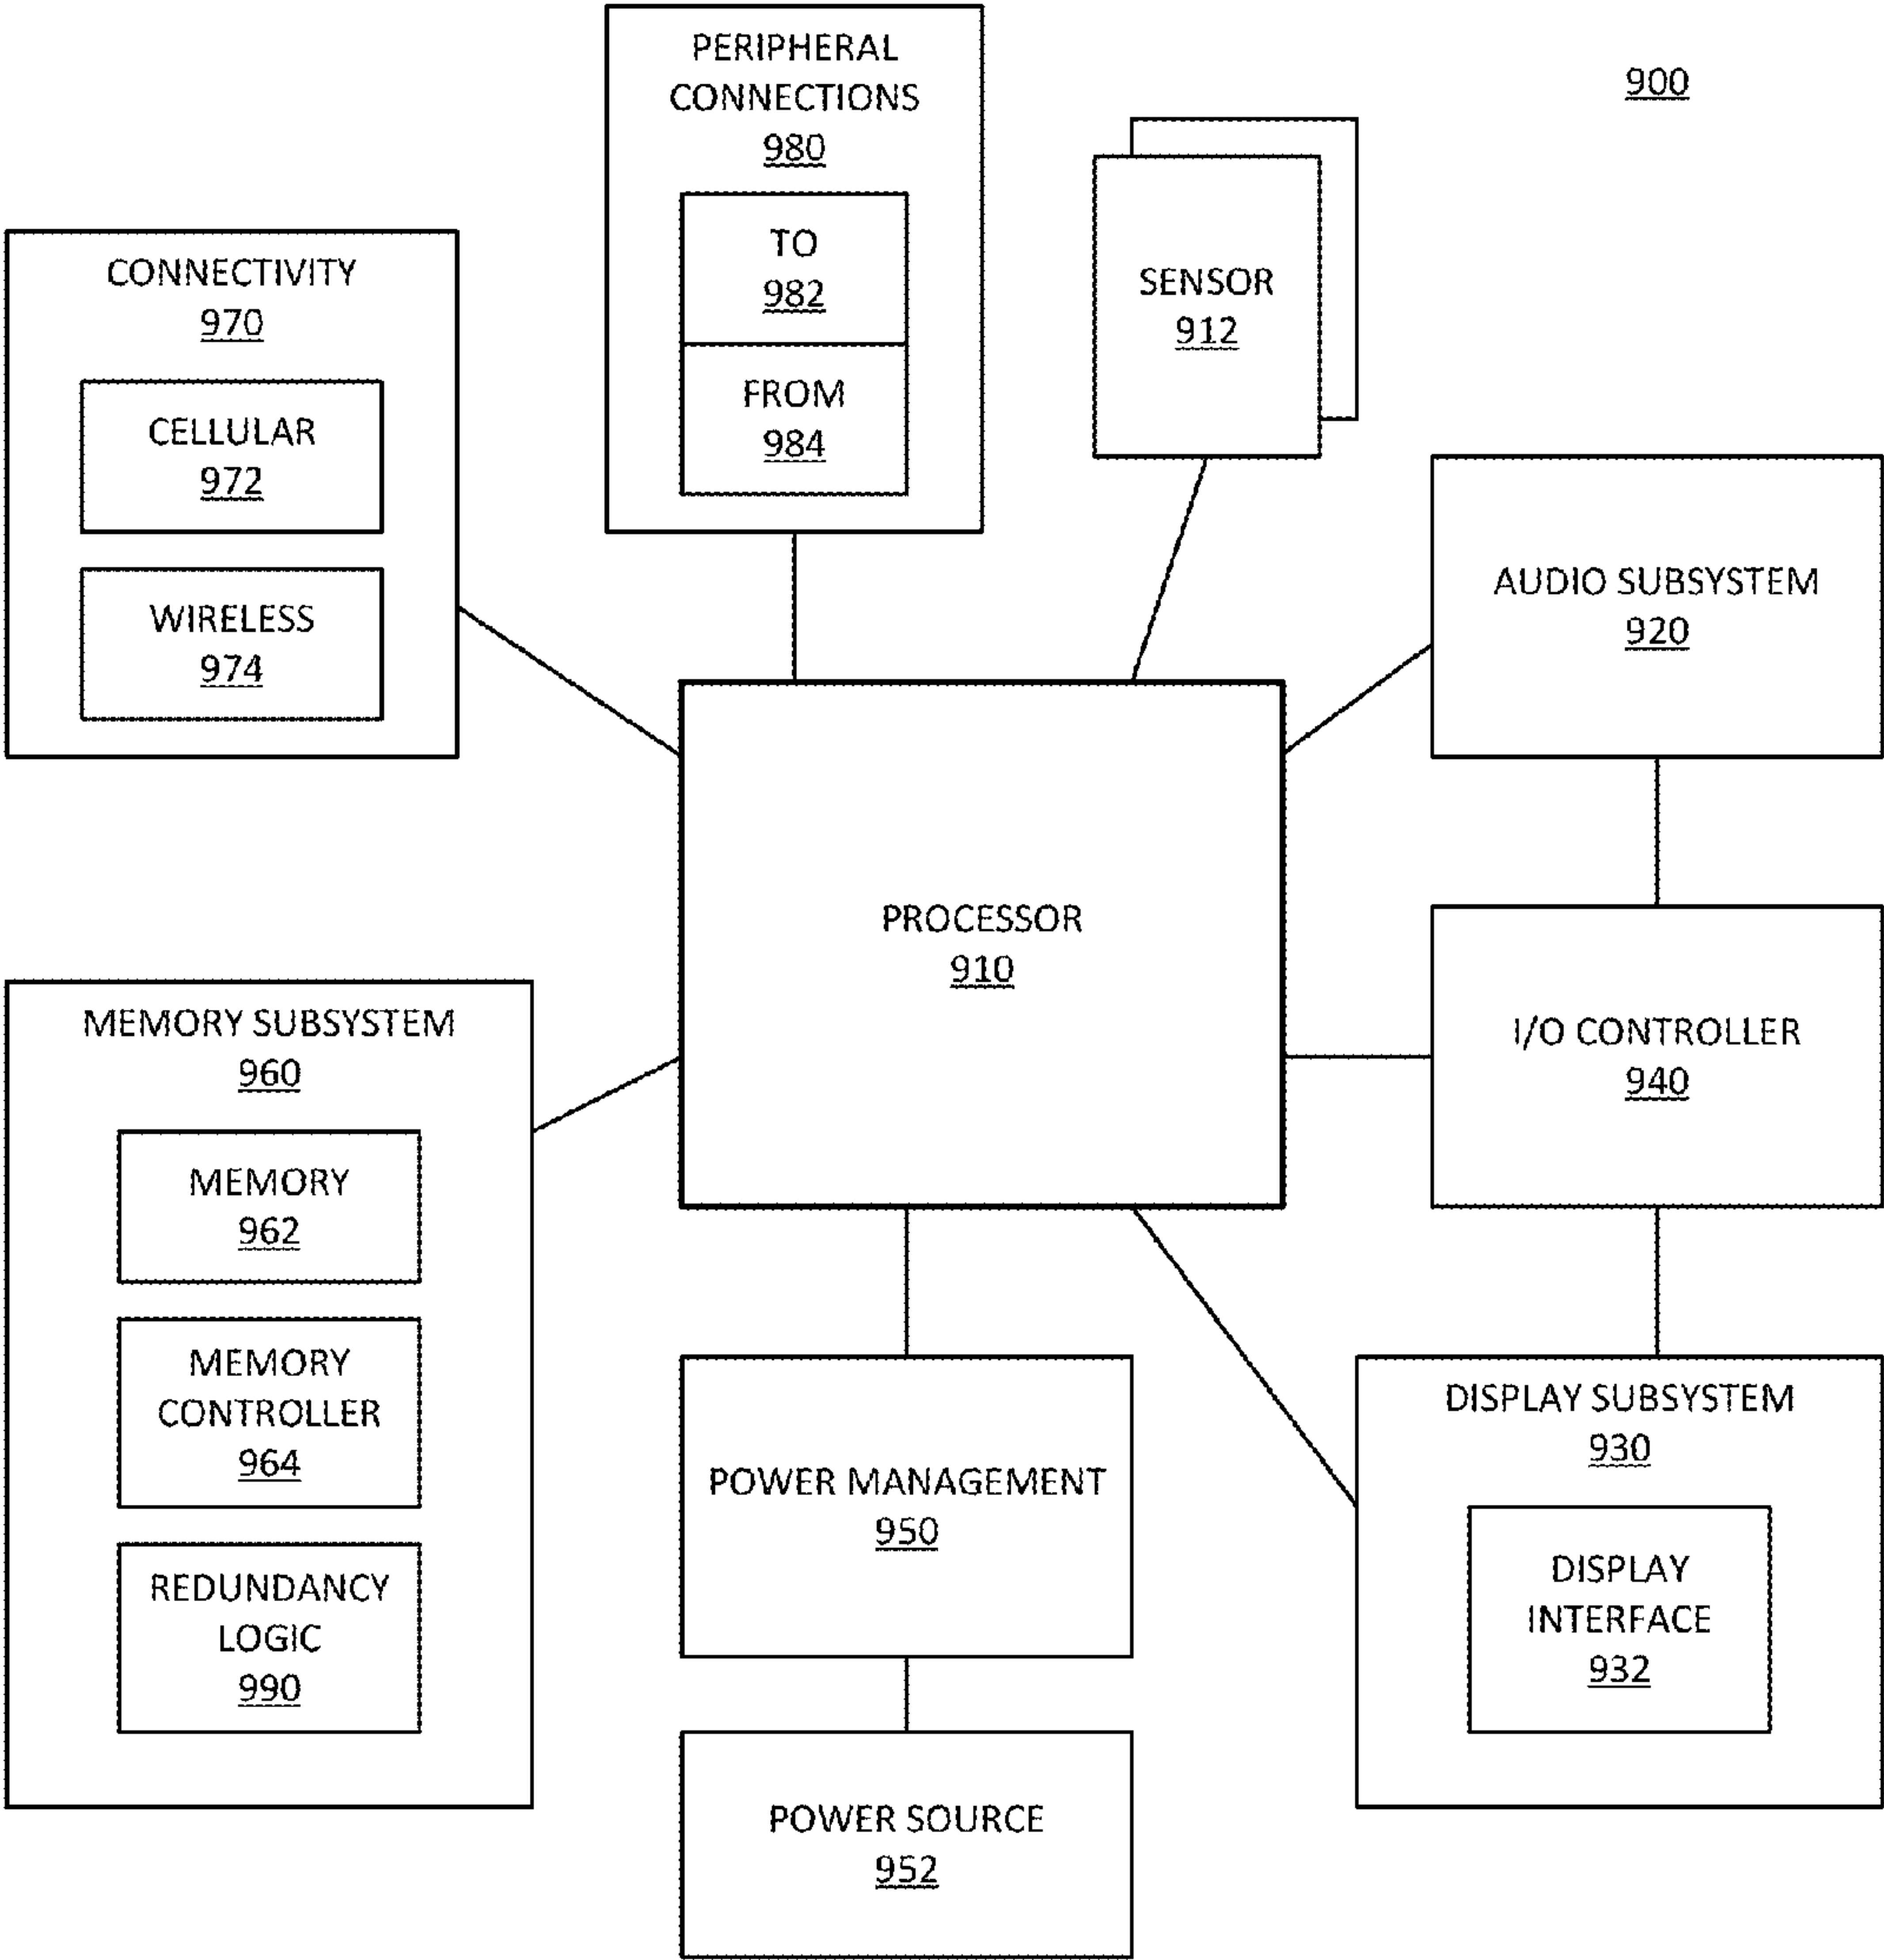 PERIPHERAL
CONNECTIONS
980
TO
982
FROM
984
900
SENSOR
912
CONNECTIVITY
970
CELLULAR
972
WIRELESS
974
AUDIO SUBSYSTEM
920
PROCESSOR
910
I/O CONTROLLER
940
MEMORY SUBSYSTEM
960
MEMORY
962
MEMORY
CONTROLLER
964
REDUNDANCY
LOGIC
990
POWER MANAGEMENT
950
POWER SOURCE
952
DISPLAY SUBSYSTEM
930
DISPLAY
INTERFACE
932